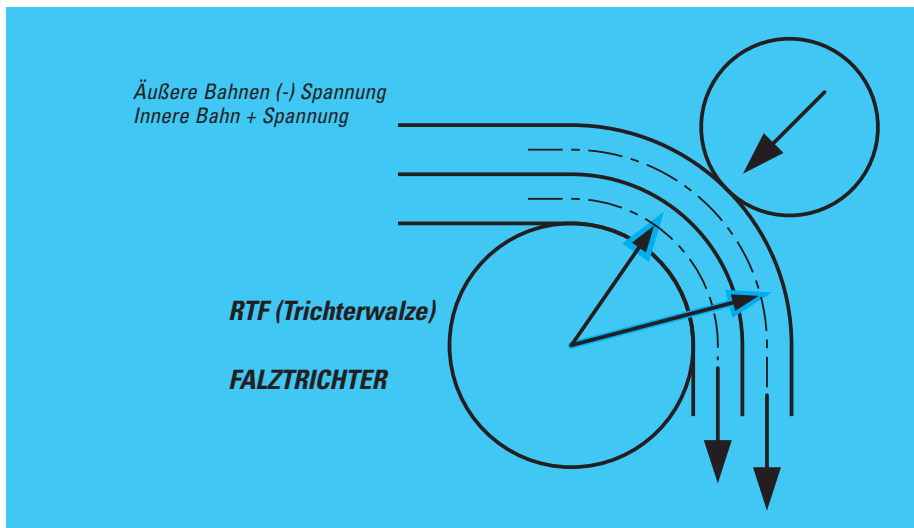 Äußere Bahnen (-) Spannung
Innere Bahn + Spannung
RTF (Trichterwalze)
FALZTRICHTER